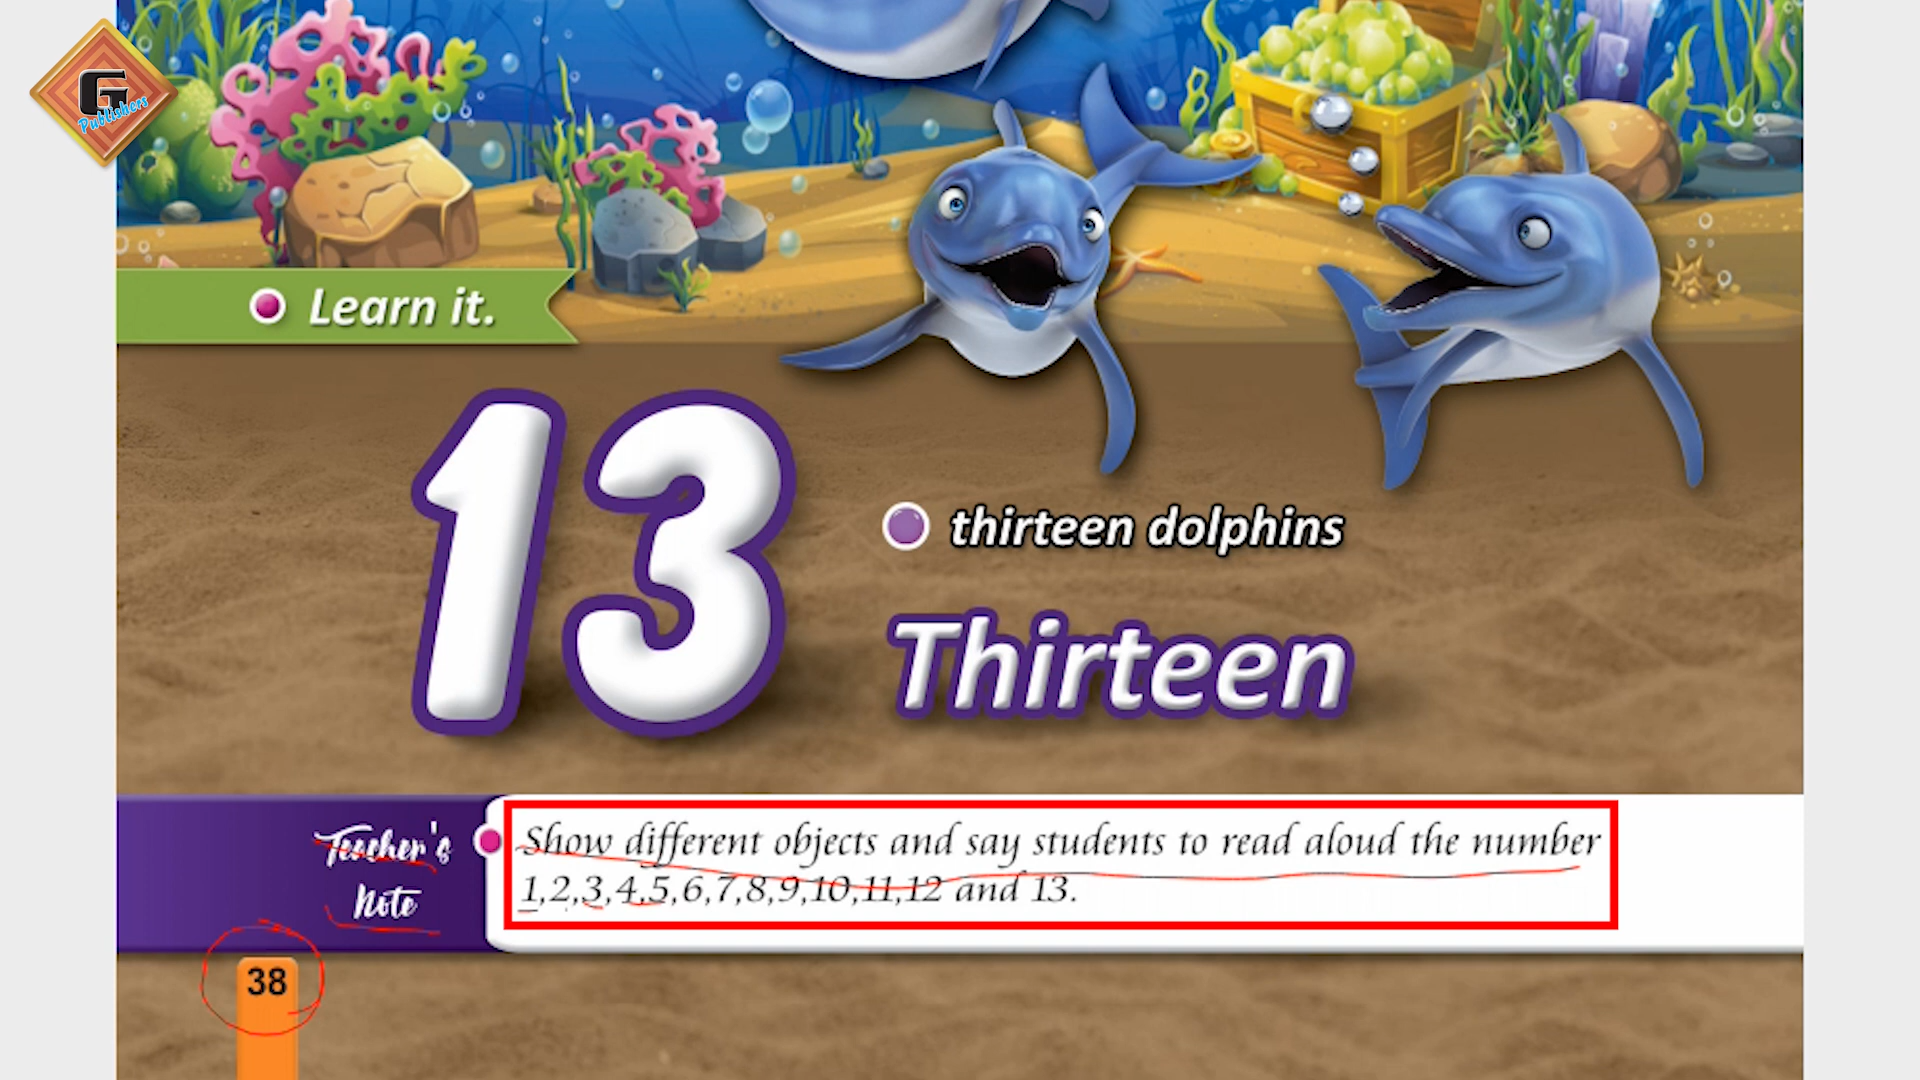 G
Publishers
Learn it.
13
thirteen dolphins
Thirteen
Teacher's
Note
Show different objects and say students to read aloud the number
1,2,3,4,5,6,7,8,9,10,11,12 and 13.
38